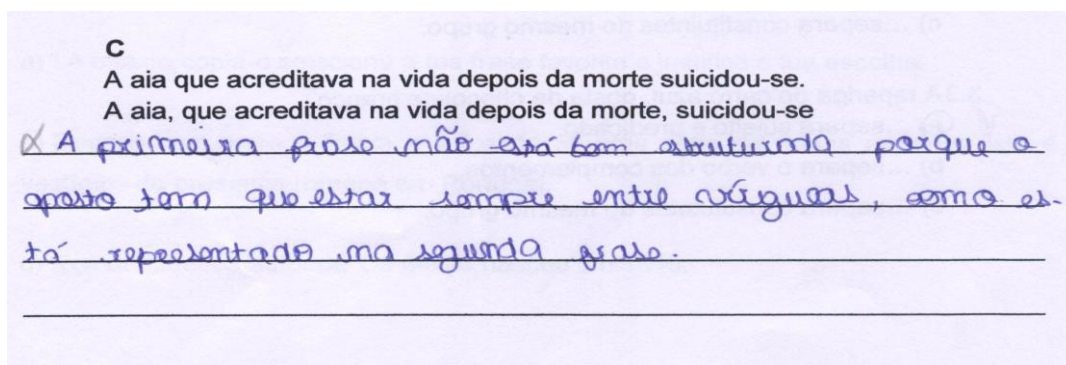 C
A aia que acreditava na vida depois da morte suicidou-se.
A aia, que acreditava na vida depois da morte, suicidou-se
A primeira frase não esta bem estruturada porque o
aposto tem que estar sempre entre vígulas, como es-
tá representado na segunda frase.